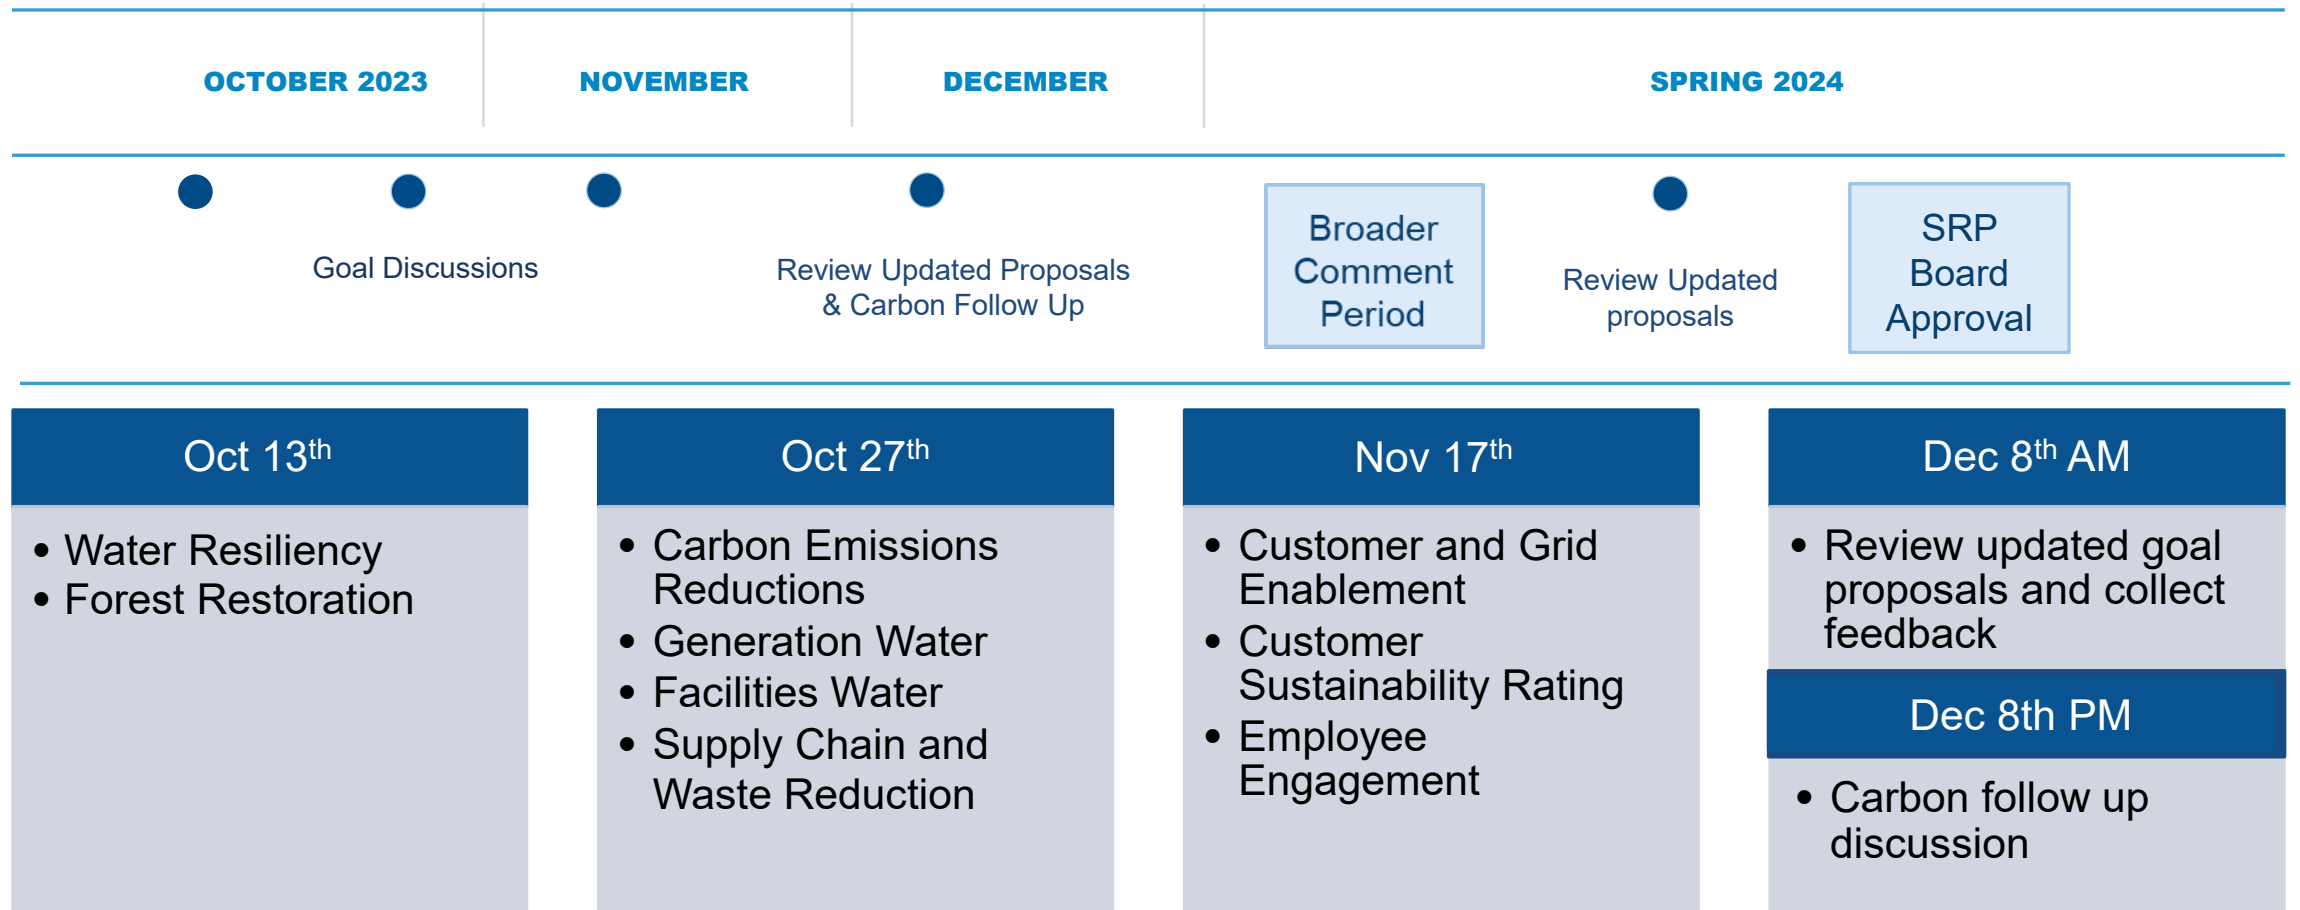 OCTOBER 2023
NOVEMBER
DECEMBER
SPRING 2024
Goal Discussions
Review Updated Proposals
& Carbon Follow Up
Broader
Comment
Period
Review Updated
proposals
SRP
Board
Approval
Oct 13th
• Water Resiliency
• Forest Restoration
Oct 27th
• Carbon Emissions
Reductions
• Generation Water
• Facilities Water
• Supply Chain and
Waste Reduction
Nov 17th
• Customer and Grid
Enablement
• Customer
Sustainability Rating
• Employee
Engagement
Dec 8th AM
• Review updated goal
proposals and collect
feedback
Dec 8th PM
• Carbon follow up
discussion